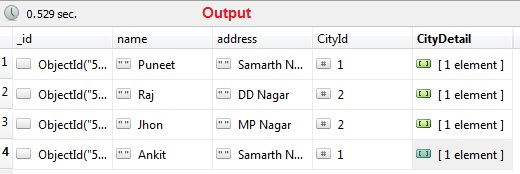 0.529 sec. Output
_id name address CityId CityDetail
1 ObjectId("5... "" Puneet "" Samarth N... # 1 [ 1 element ]
2 ObjectId("5... "" Raj "" DD Nagar # 2 [ 1 element ]
3 ObjectId("5... "" Jhon "" MP Nagar # 2 [ 1 element ]
4 ObjectId("5... "" Ankit "" Samarth N... # 1 [ 1 element ]